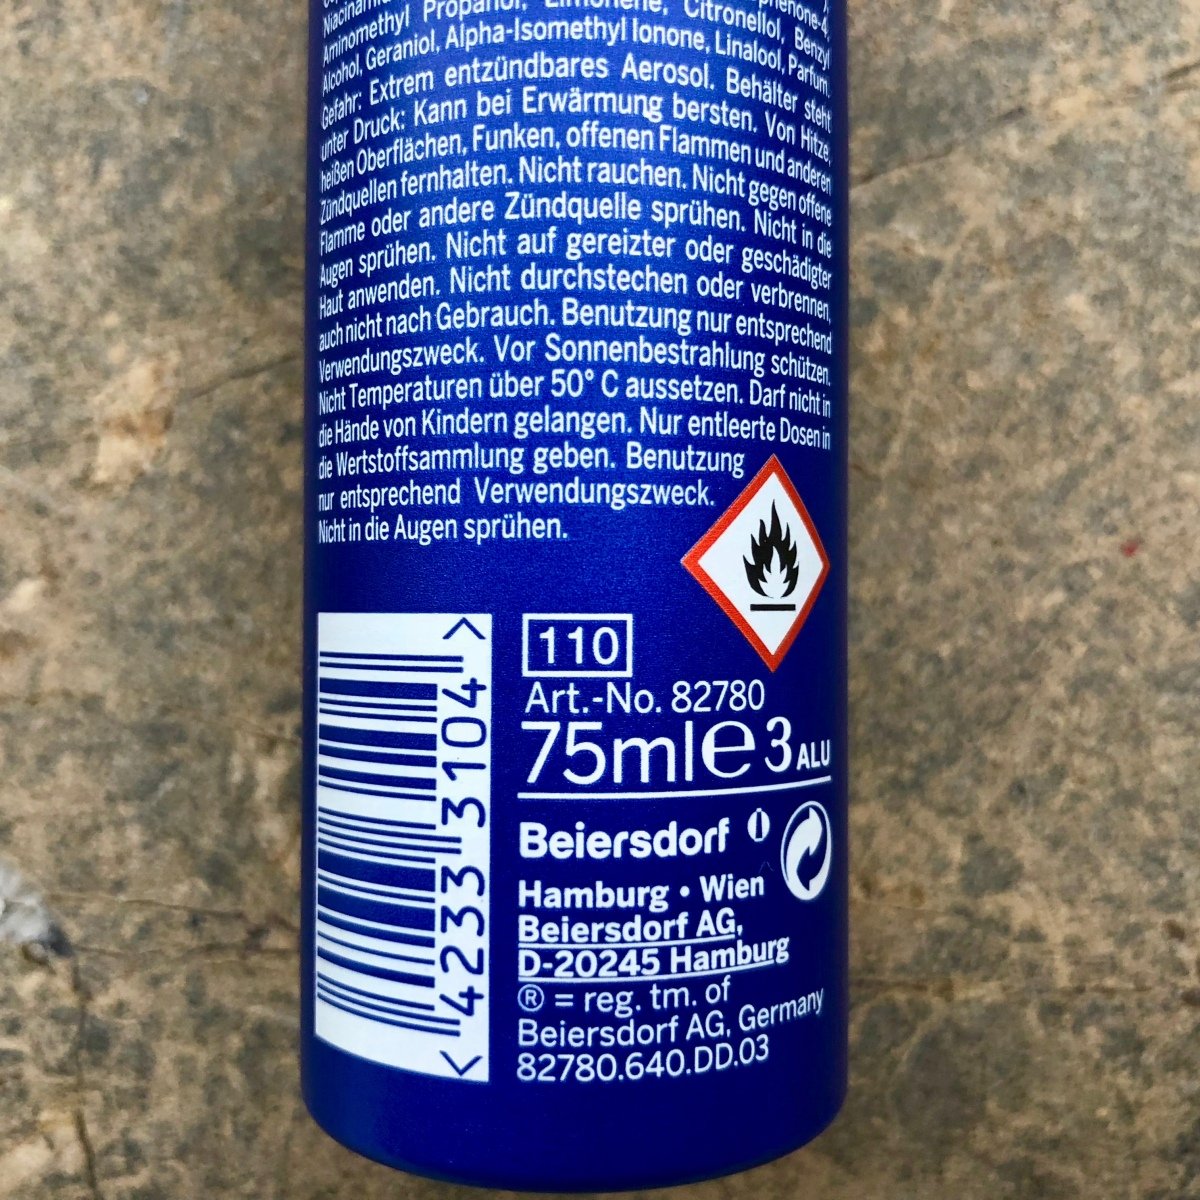 Niacinamid
Aminomethyl Propanol, Limonene, Citronellol, Benzyl
Alcohol, Geraniol, Alpha-Isomethyl Ionone, Linalool, Parfum.
Gefahr: Extrem entzündbares Aerosol. Behälter steht
unter Druck: Kann bei Erwärmung bersten. Von Hitze,
heißen Oberflächen, Funken, offenen Flammen und anderen
Zündquellen fernhalten. Nicht rauchen. Nicht gegen offene
Flamme oder andere Zündquelle sprühen. Nicht in die
Augen sprühen. Nicht auf gereizter oder geschädigter
Haut anwenden. Nicht durchstechen oder verbrennen,
auch nicht nach Gebrauch. Benutzung nur entsprechend
Verwendungszweck. Vor Sonnenbestrahlung schützen.
Nicht Temperaturen über 50° C aussetzen. Darf nicht in
die Hände von Kindern gelangen. Nur entleerte Dosen in
die Wertstoffsammlung geben. Benutzung
nur entsprechend Verwendungszweck.
Nicht in die Augen sprühen.
<4233 3104>
110
Art.-No. 82780
75ml℮ 3 ALU
Beiersdorf
Hamburg • Wien
Beiersdorf AG,
D-20245 Hamburg
® = reg. tm. of
Beiersdorf AG, Germany
82780.640.DD.03